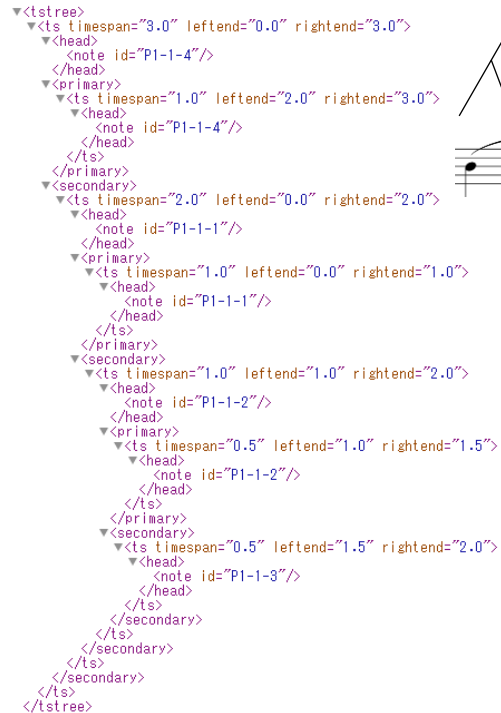 ▼<tstree>
▼<ts timespan="3.0" leftend="0.0" rightend="3.0">
▼<head>
<note id="P1-1-4"/>
</head>
▼<primary>
▼<ts timespan="1.0" leftend="2.0" rightend="3.0">
▼<head>
<note id="P1-1-4"/>
</head>
</ts>
</primary>
▼<secondary>
▼<ts timespan="2.0" leftend="0.0" rightend="2.0">
▼<head>
<note id="P1-1-1"/>
</head>
▼<primary>
▼<ts timespan="1.0" leftend="0.0" rightend="1.0">
▼<head>
<note id="P1-1-1"/>
</head>
</ts>
</primary>
▼<secondary>
▼<ts timespan="1.0" leftend="1.0" rightend="2.0">
▼<head>
<note id="P1-1-2"/>
</head>
▼<primary>
▼<ts timespan="0.5" leftend="1.0" rightend="1.5">
▼<head>
<note id="P1-1-2"/>
</head>
</ts>
</primary>
▼<secondary>
▼<ts timespan="0.5" leftend="1.5" rightend="2.0">
▼<head>
<note id="P1-1-3"/>
</head>
</ts>
</secondary>
</ts>
</secondary>
</ts>
</secondary>
</ts>
</tstree>